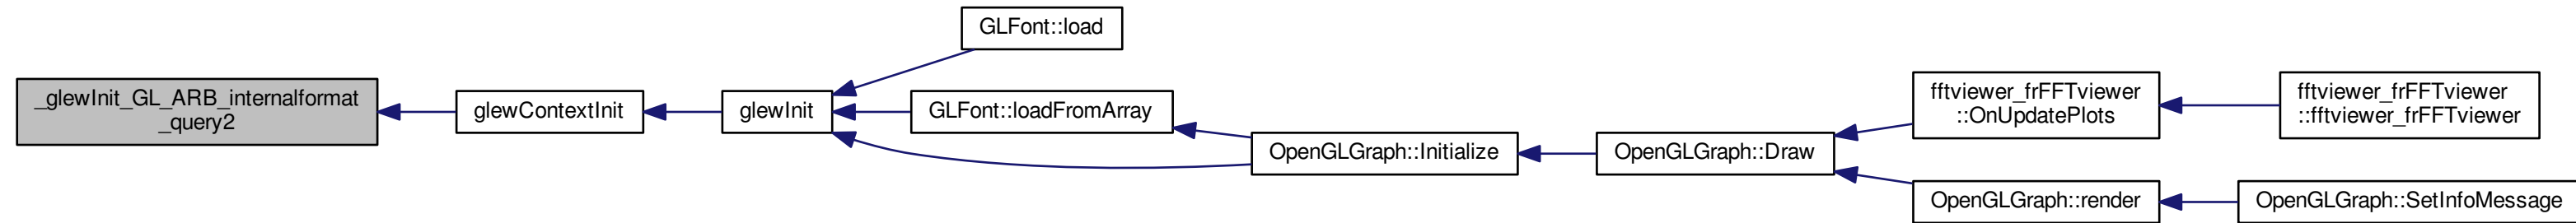 _glewInit_GL_ARB_internalformat
_query2
glewContextInit
glewInit
GLFont::load
GLFont::loadFromArray
OpenGLGraph::Initialize
OpenGLGraph::Draw
fftviewer_frFFTviewer
::OnUpdatePlots
fftviewer_frFFTviewer
::fftviewer_frFFTviewer
OpenGLGraph::render
OpenGLGraph::SetInfoMessage